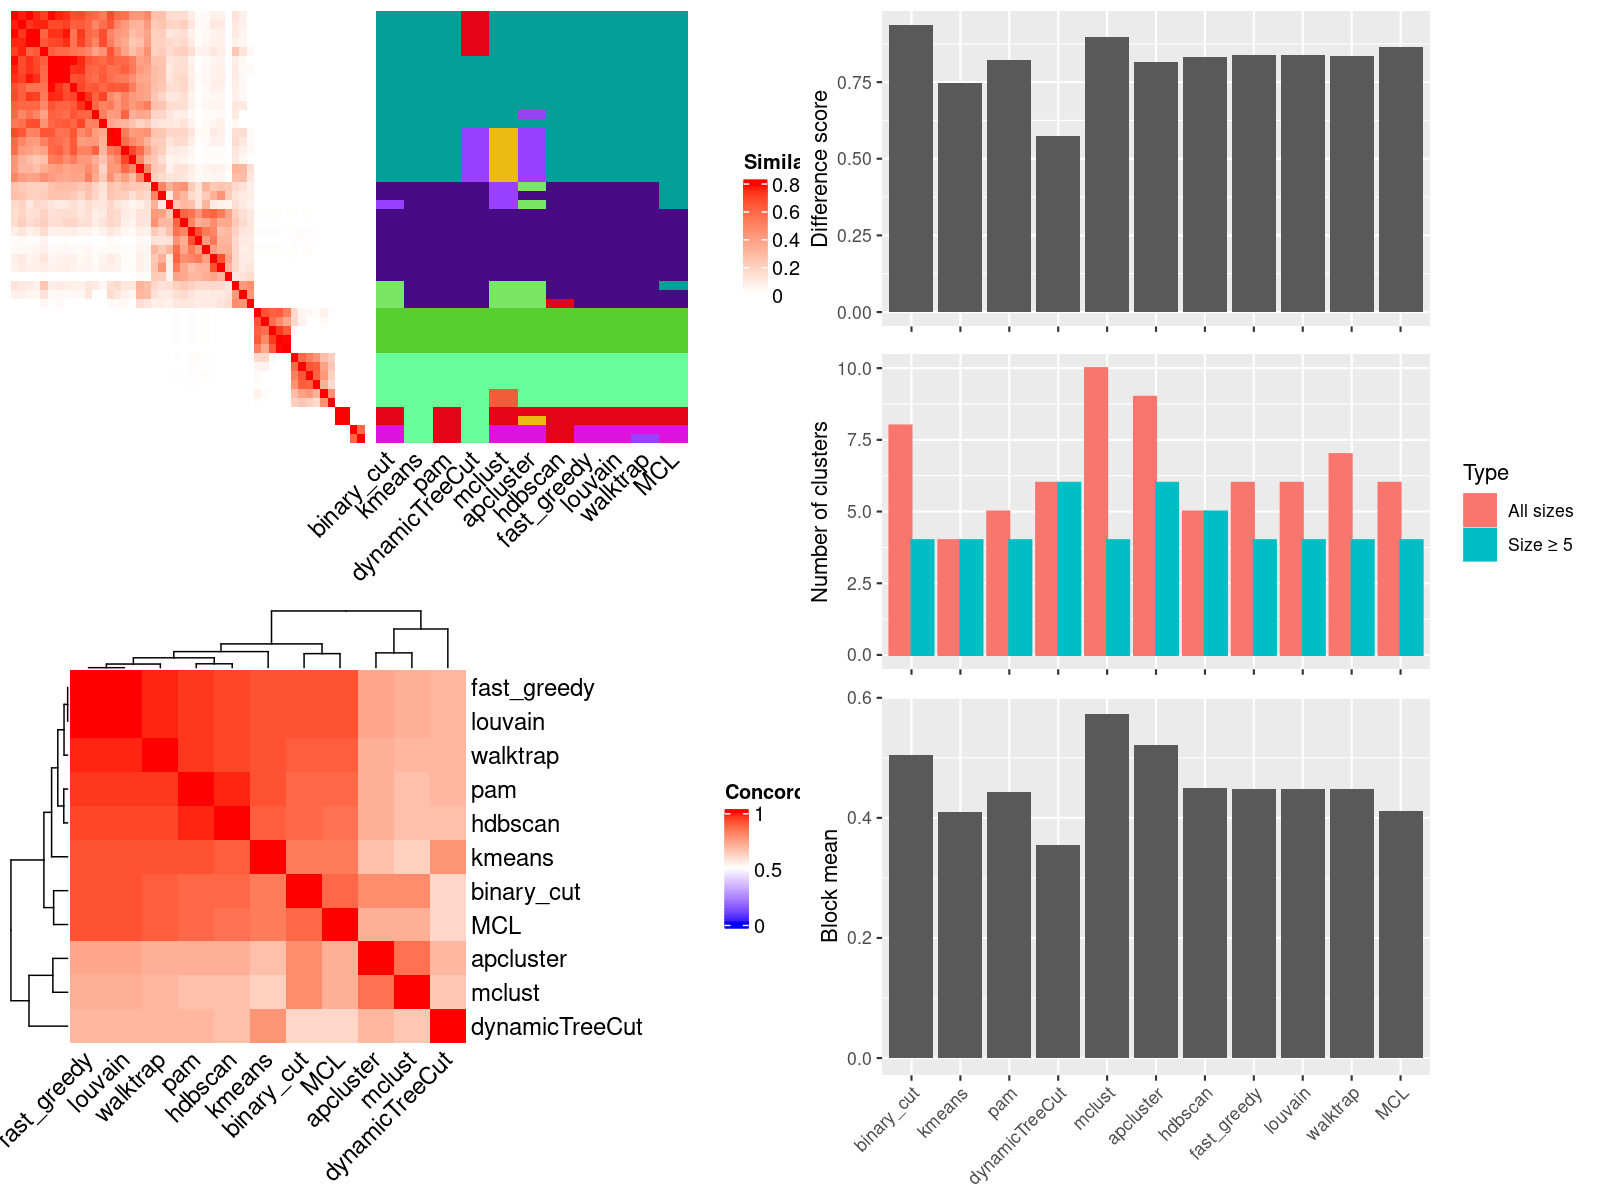 Simila
0.8
0.6
0.4
0.2
0
binary_cut
kmeans
pam
dynamicTreeCut
mclust
apcluster
hdbscan
fast_greedy
louvain
walktrap
MCL
Difference score
0.75
0.50
0.25
0.00
Number of clusters
10.0
7.5
5.0
2.5
0.0
Type
All sizes
Size ≥ 5
Block mean
0.6
0.4
0.2
0.0
binary_cut
kmeans
pam
dynamicTreeCut
mclust
apcluster
hdbscan
fast_greedy
louvain
walktrap
MCL
fast_greedy
louvain
walktrap
pam
hdbscan
kmeans
binary_cut
MCL
apcluster
mclust
dynamicTreeCut
fast_greedy
louvain
walktrap
pam
hdbscan
kmeans
binary_cut
MCL
apcluster
mclust
dynamicTreeCut
Concord
1
0.5
0